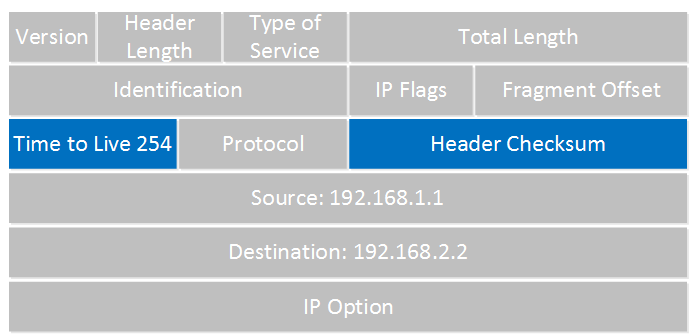 Version
Header
Length
Type of
Service
Total Length
Identification
IP Flags
Fragment Offset
Time to Live 254
Protocol
Header Checksum
Source: 192.168.1.1
Destination: 192.168.2.2
IP Option